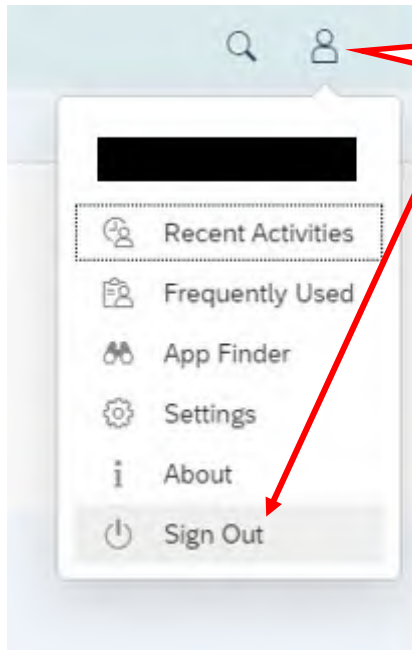 Recent Activities
Frequently Used
App Finder
Settings
About
Sign Out